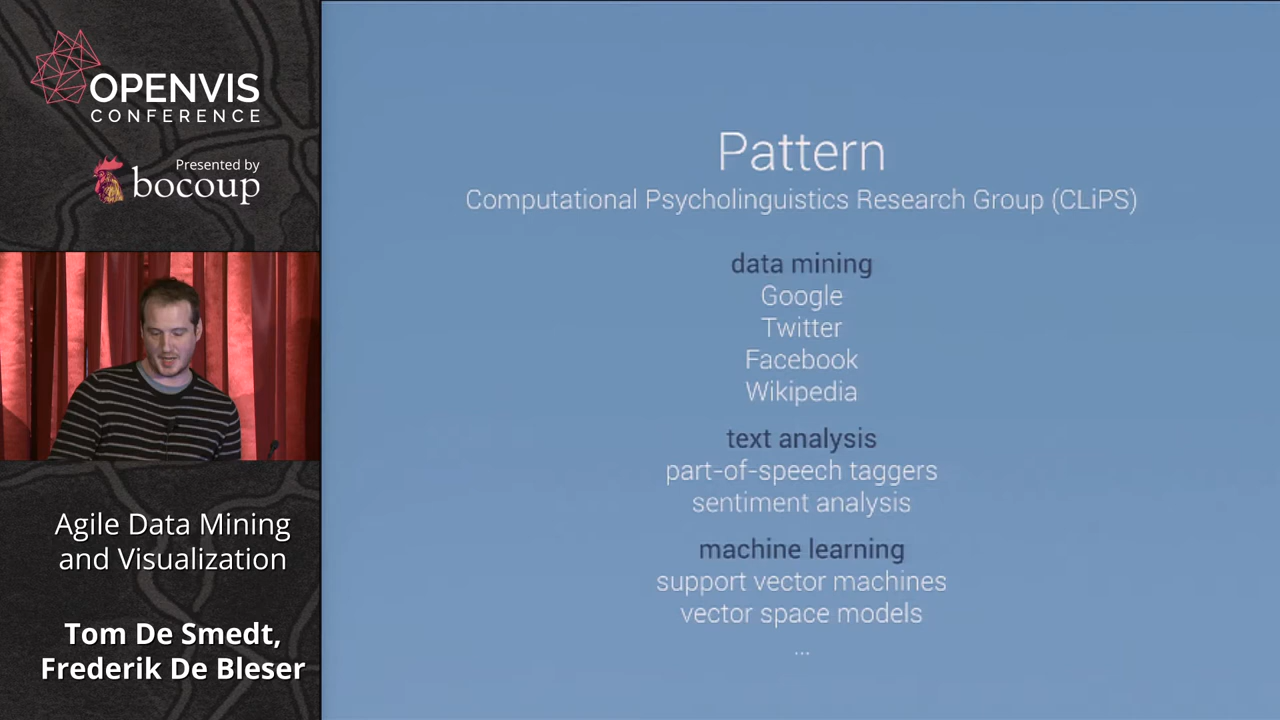 OPENVIS
CONFERENCE
Presented by
bocoup
Agile Data Mining
and Visualization
Tom De Smedt,
Frederik De Bleser
Pattern
Computational Psycholinguistics Research Group (CLiPS)
data mining
Google
Twitter
Facebook
Wikipedia
text analysis
part-of-speech taggers
sentiment analysis
machine learning
support vector machines
vector space models
...